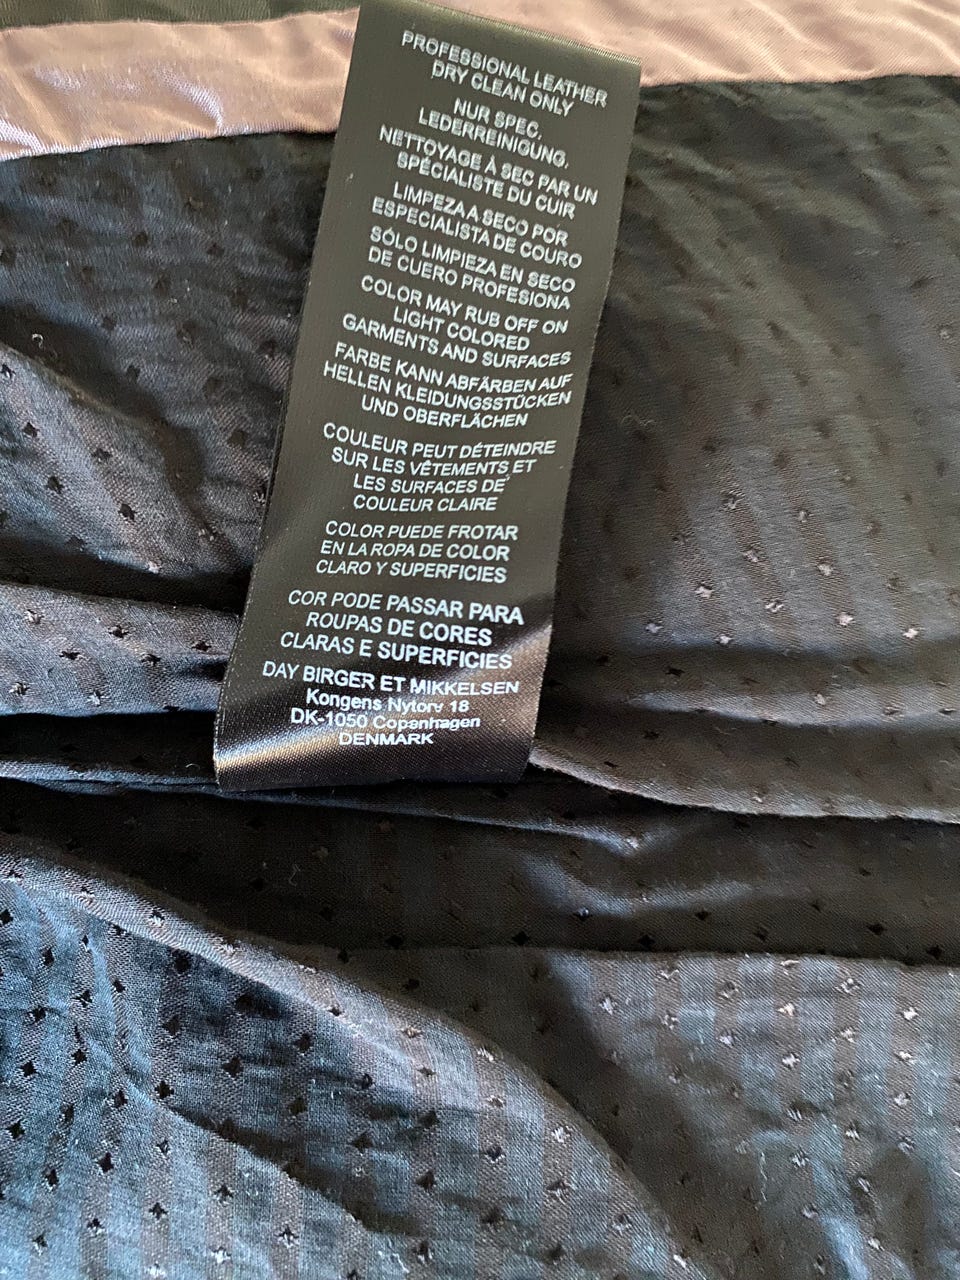 PROFESSIONAL LEATHER
DRY CLEAN ONLY
NUR SPEC.
LEDERREINIGUNG.
NETTOYAGE À SEC PAR UN
SPÉCIALISTE DU CUIR
LIMPEZA A SECO POR
ESPECIALISTA DE COURO
SÓLO LIMPIEZA EN SECO
DE CUERO PROFESIONA
COLOR MAY RUB OFF ON
LIGHT COLORED
GARMENTS AND SURFACES
FARBE KANN ABFÄRBEN AUF
HELLEN KLEIDUNGSSTÜCKEN
UND OBERFLÄCHEN
COULEUR PEUT DÉTEINDRE
SUR LES VÊTEMENTS ET
LES SURFACES DE
COULEUR CLAIRE
COLOR PUEDE FROTAR
EN LA ROPA DE COLOR
CLARO Y SUPERFICIES
COR PODE PASSAR PARA
ROUPAS DE CORES
CLARAS E SUPERFICIES
DAY BIRGER ET MIKKELSEN
Kongens Nytorv 18
DK-1050 Copenhagen
DENMARK